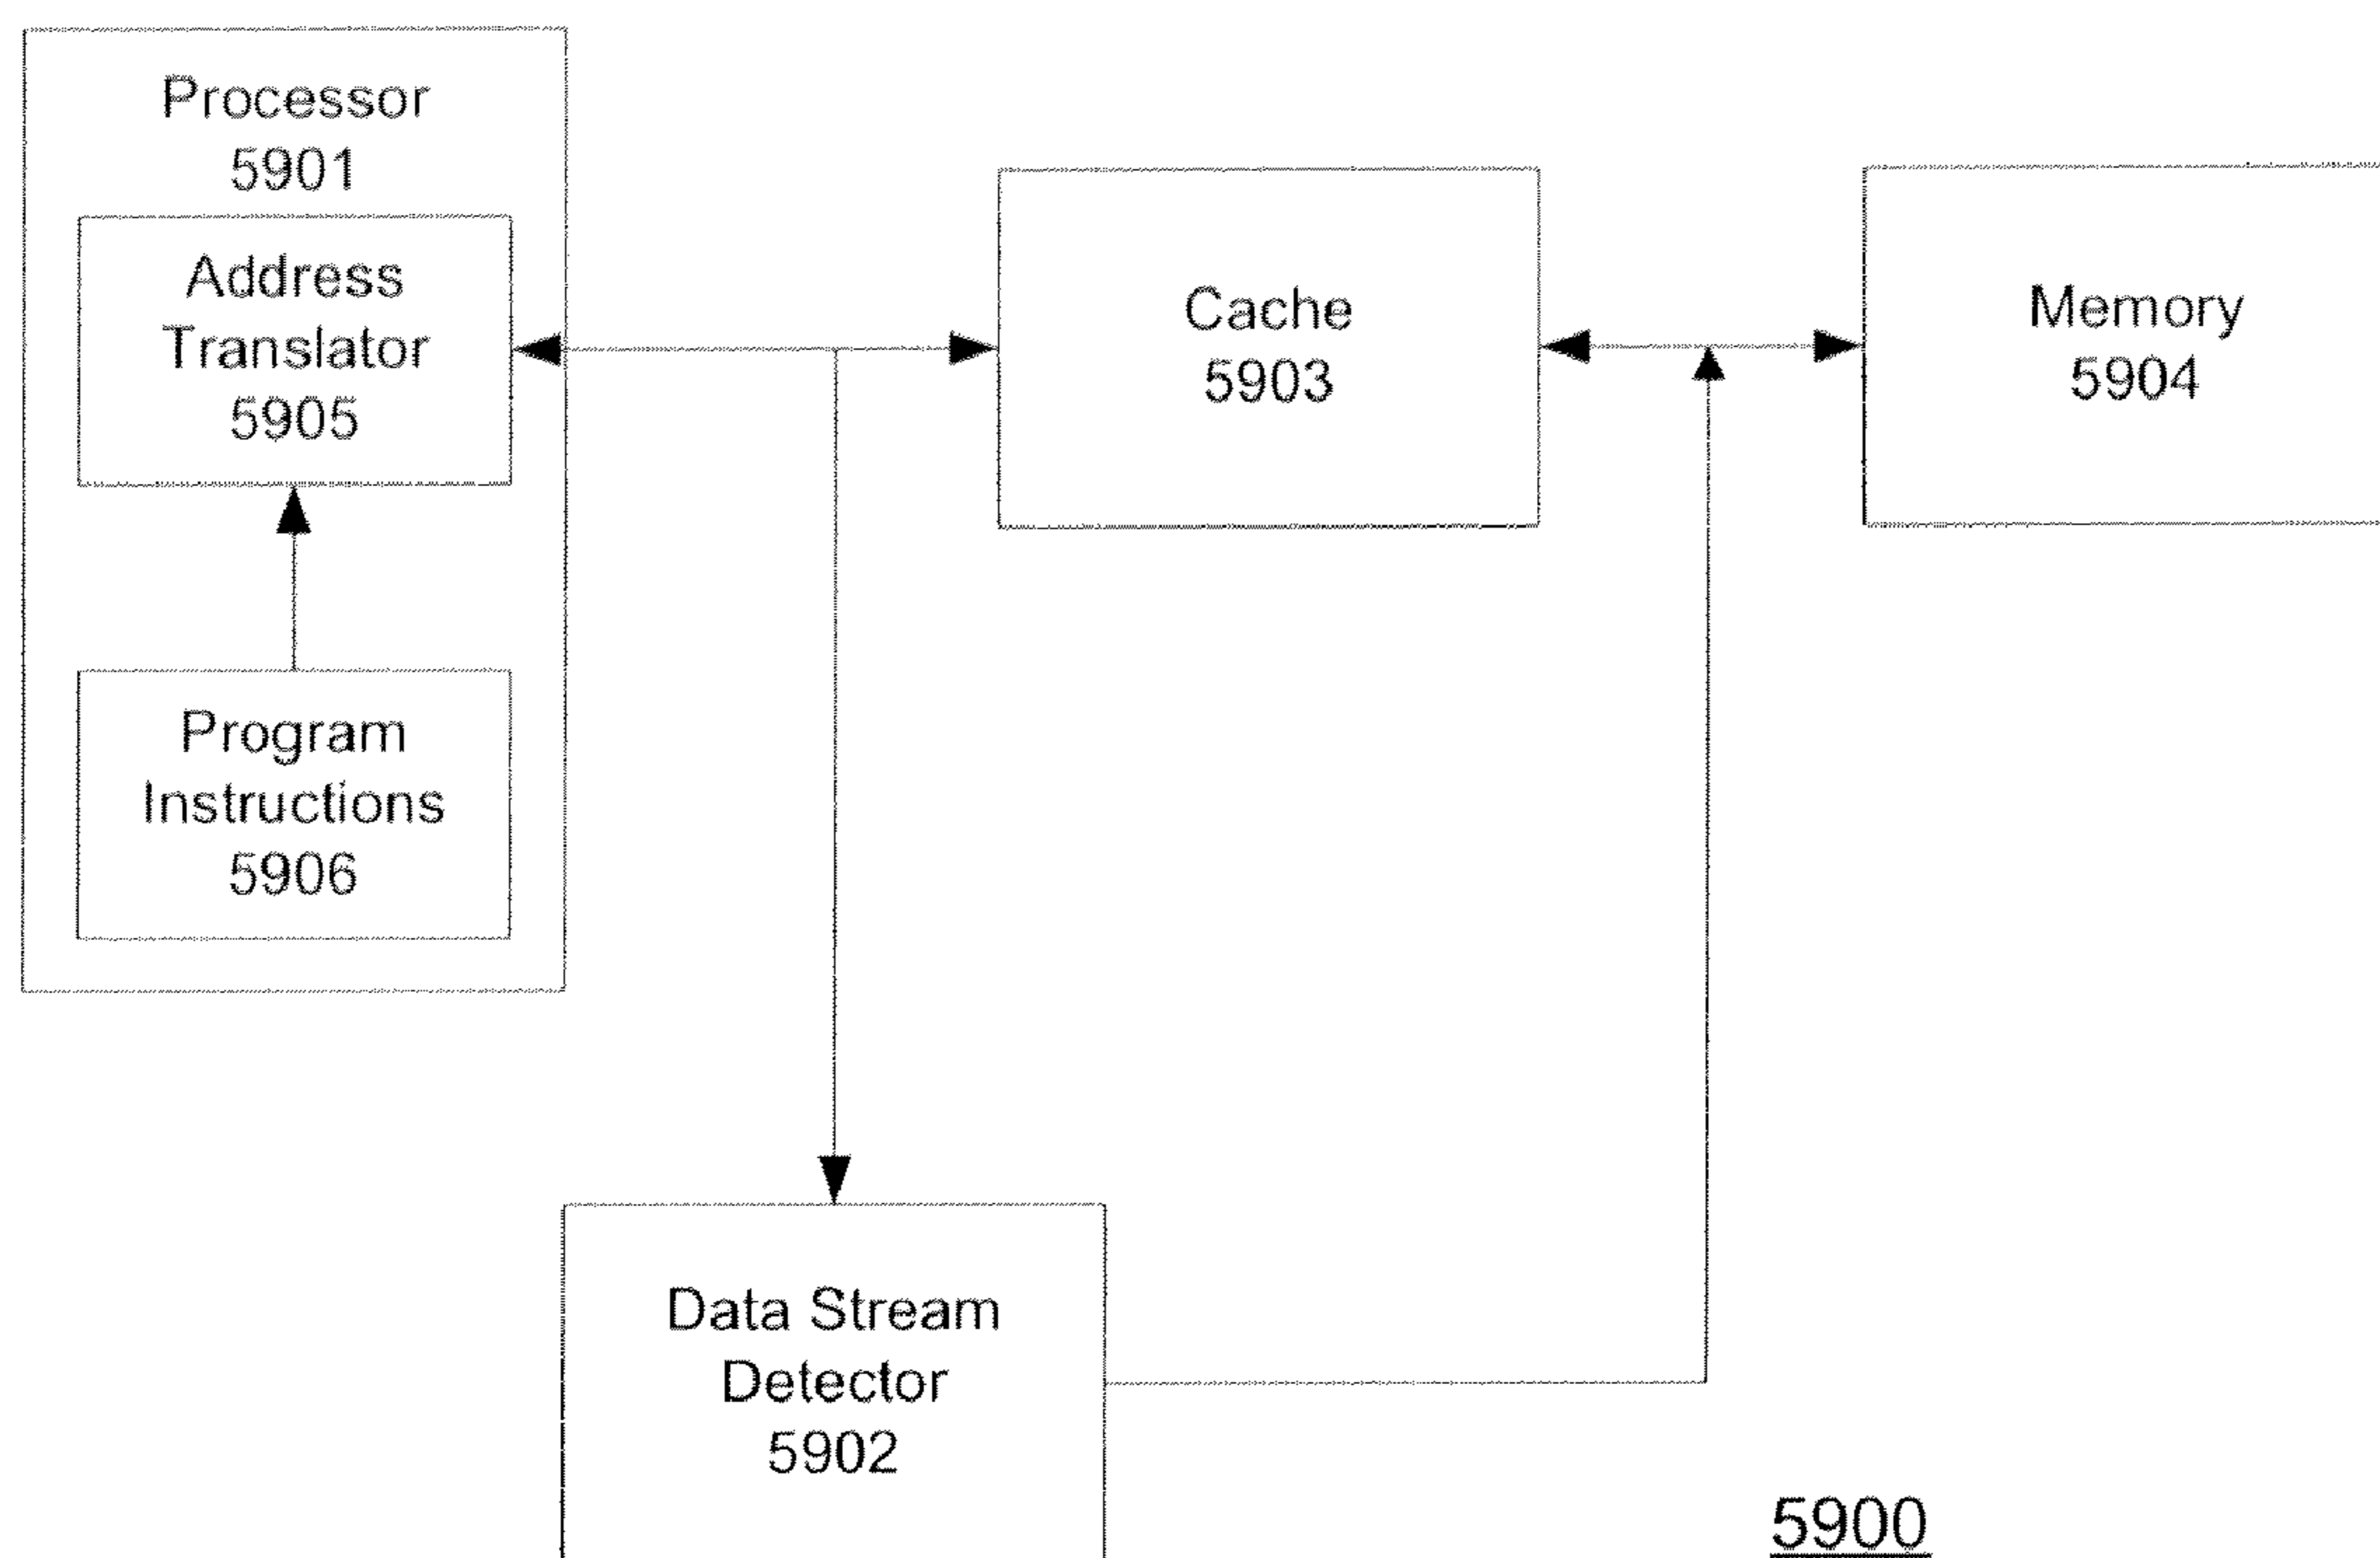 Processor
5901
Address
Translator
5905
Program
Instructions
5906
Cache
5903
Memory
5904
Data Stream
Detector
5902
5900